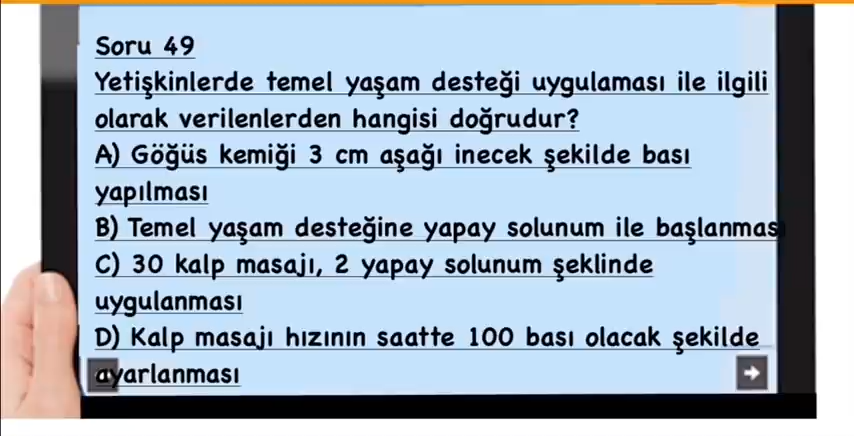 Soru 49
Yetişkinlerde temel yaşam desteği uygulaması ile ilgili
olarak verilenlerden hangisi doğrudur?
A) Göğüs kemiği 3 cm aşağı inecek şekilde bası
yapılması
B) Temel yaşam desteğine yapay solunum ile başlanması
C) 30 kalp masajı, 2 yapay solunum şeklinde
uygulanması
D) Kalp masajı hızının saatte 100 bası olacak şekilde
ayarlanması